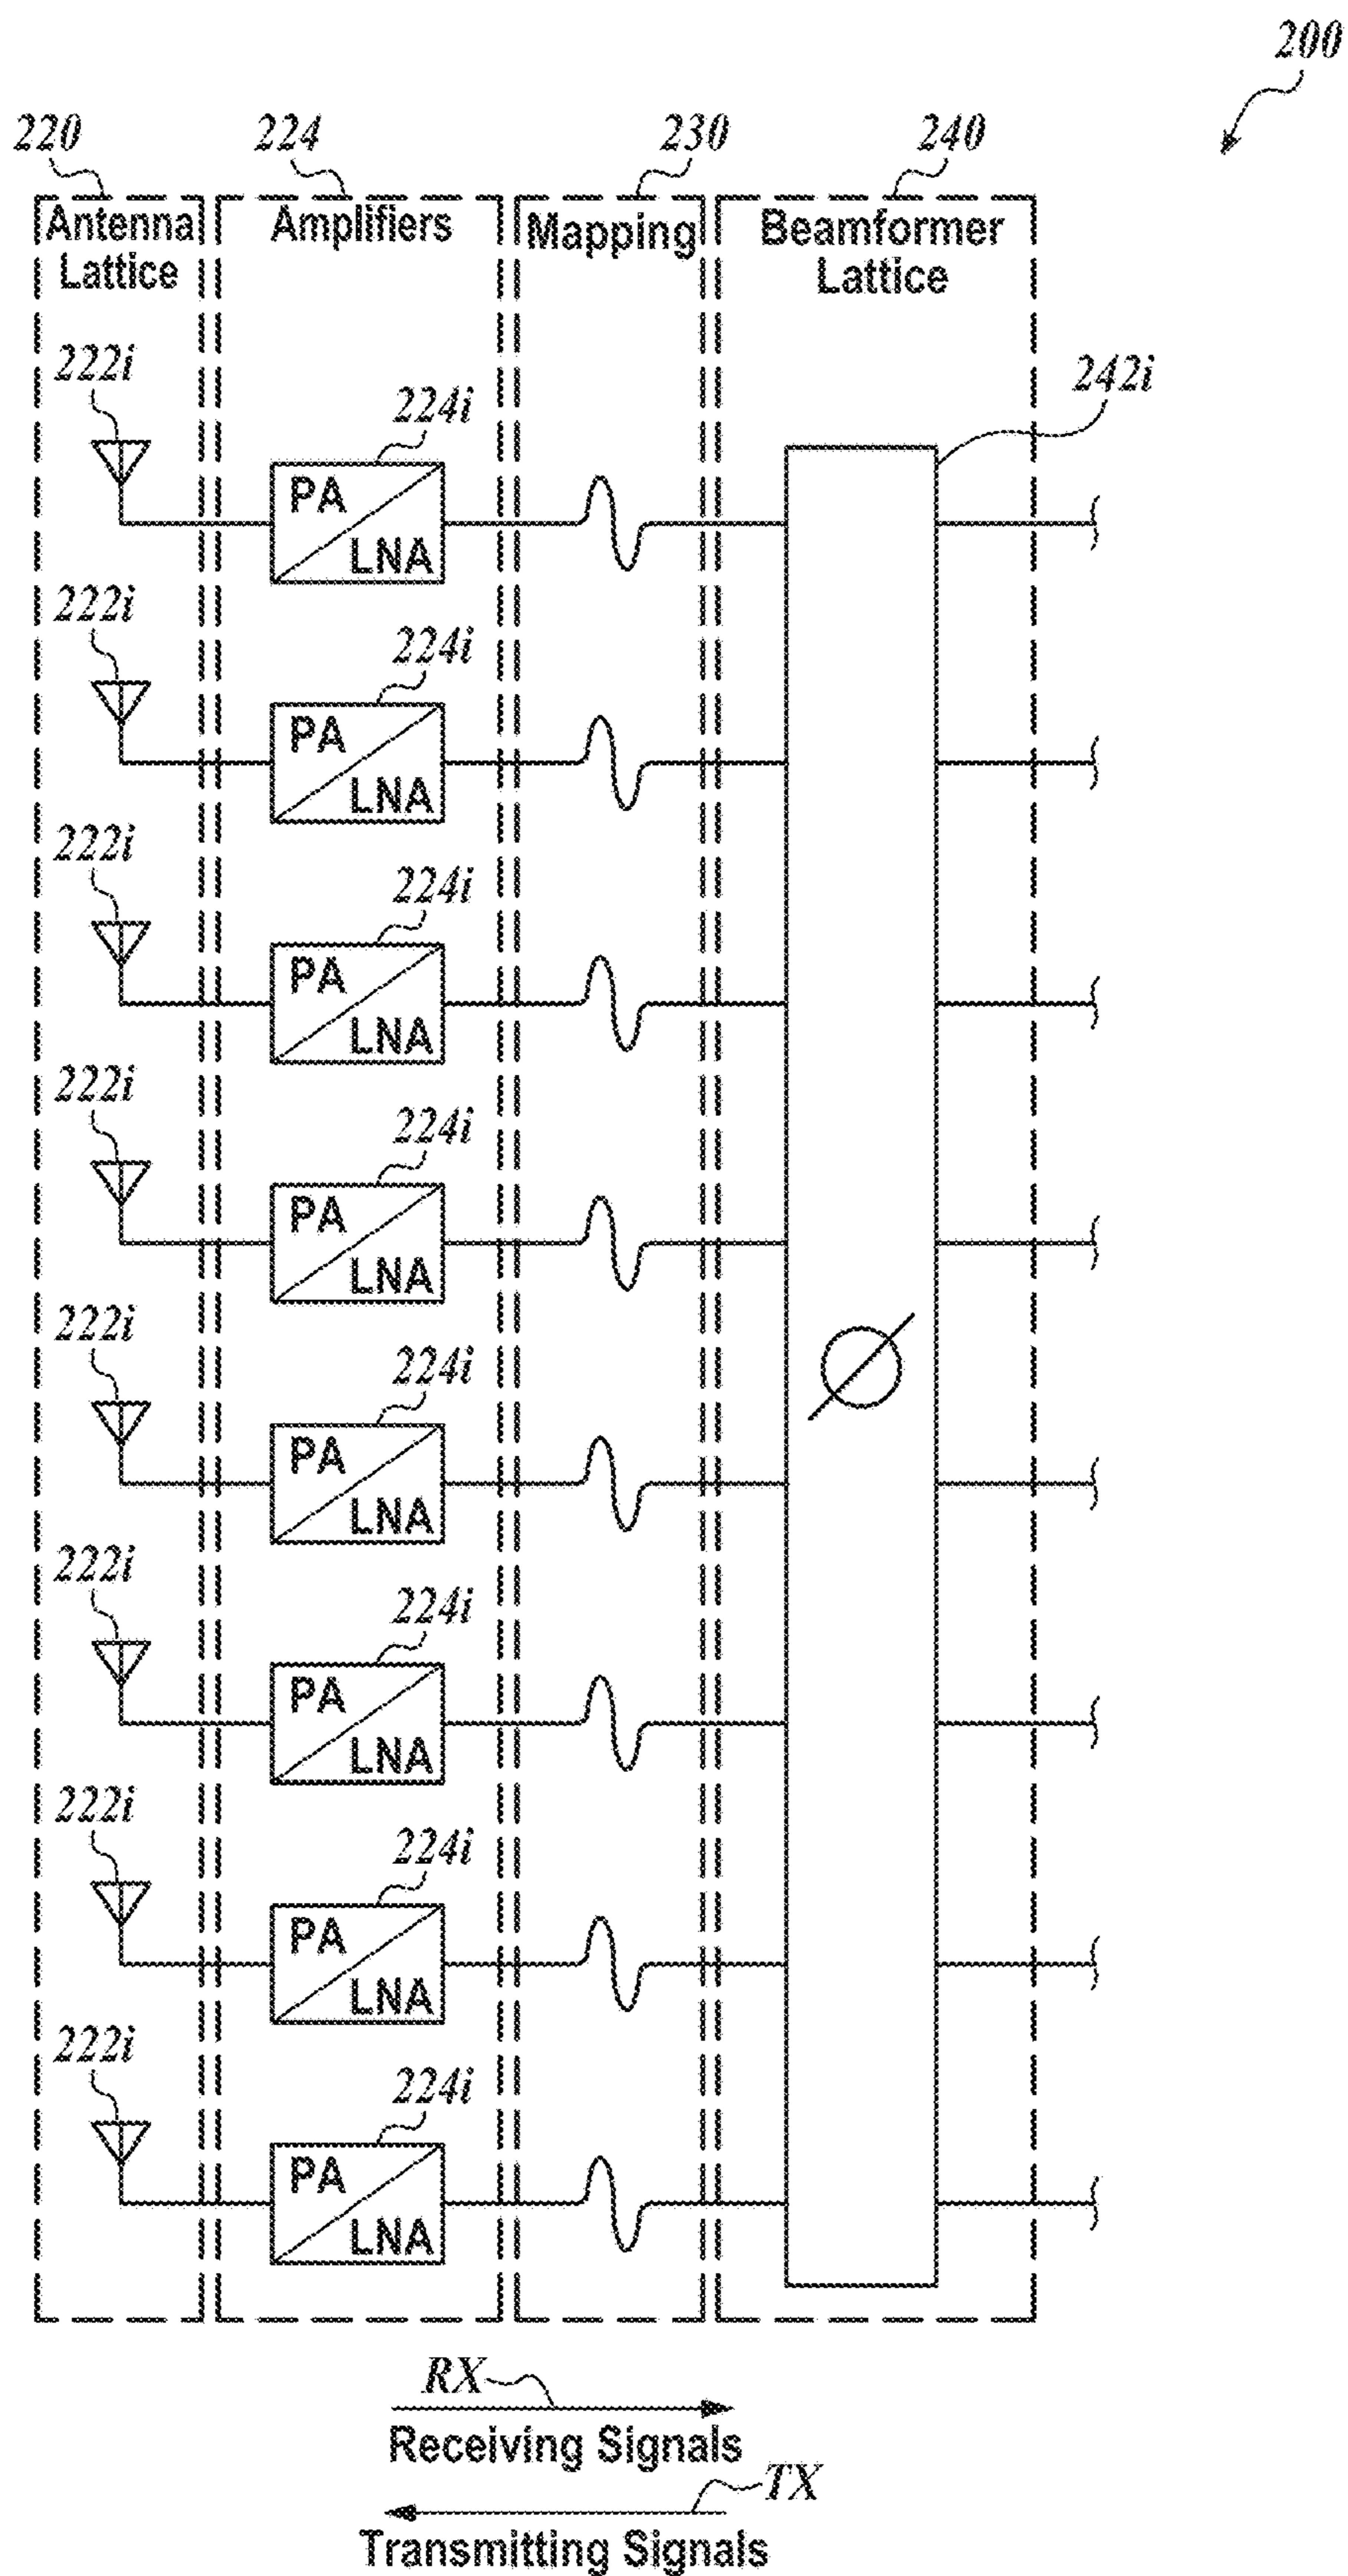 200
220
224
230
240
Antenna
Lattice
Amplifiers
Mapping
Beamformer
Lattice
222i
224i
242i
PA
LNA
222i
224i
PA
LNA
222i
224i
PA
LNA
222i
224i
PA
LNA
Ø
222i
224i
PA
LNA
222i
224i
PA
LNA
222i
224i
PA
LNA
222i
224i
PA
LNA
RX
Receiving Signals
TX
Transmitting Signals